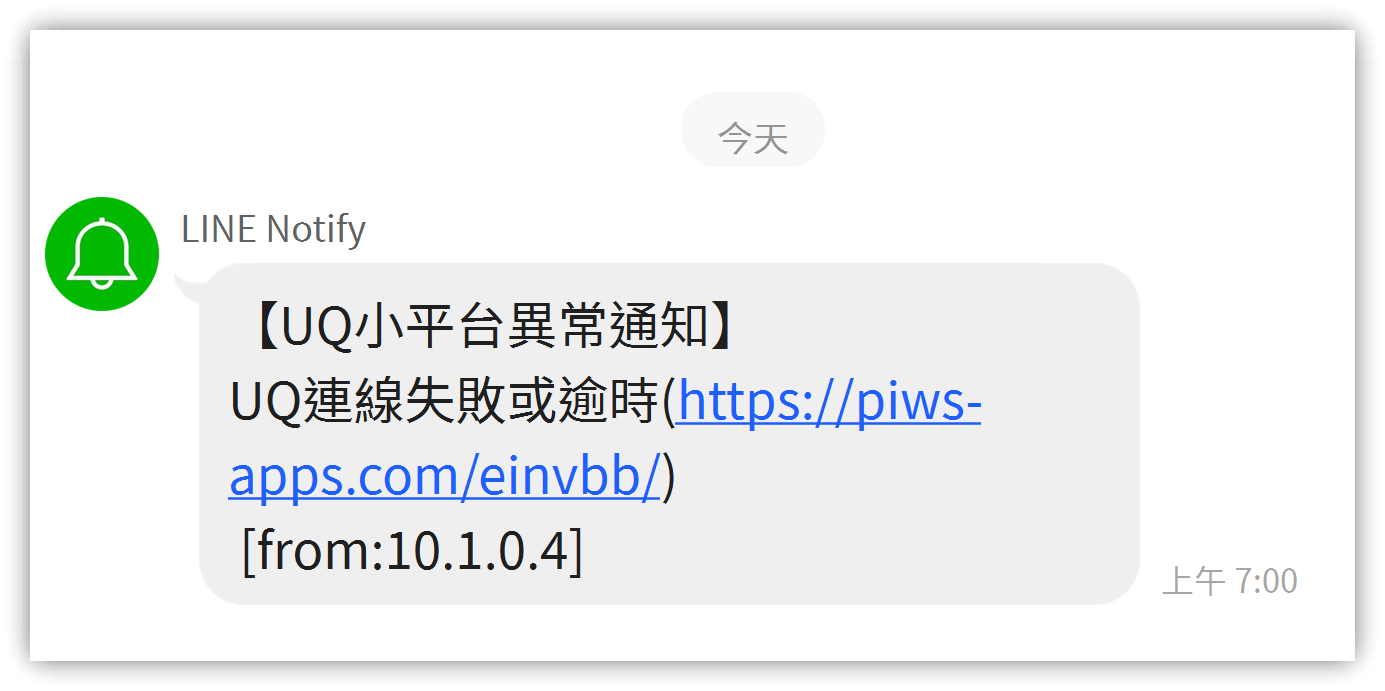 今天
LINE Notify
【UQ小平台異常通知】
UQ連線失敗或逾時(https://piws-
apps.com/einvbb/)
[from:10.1.0.4]
上午 7:00